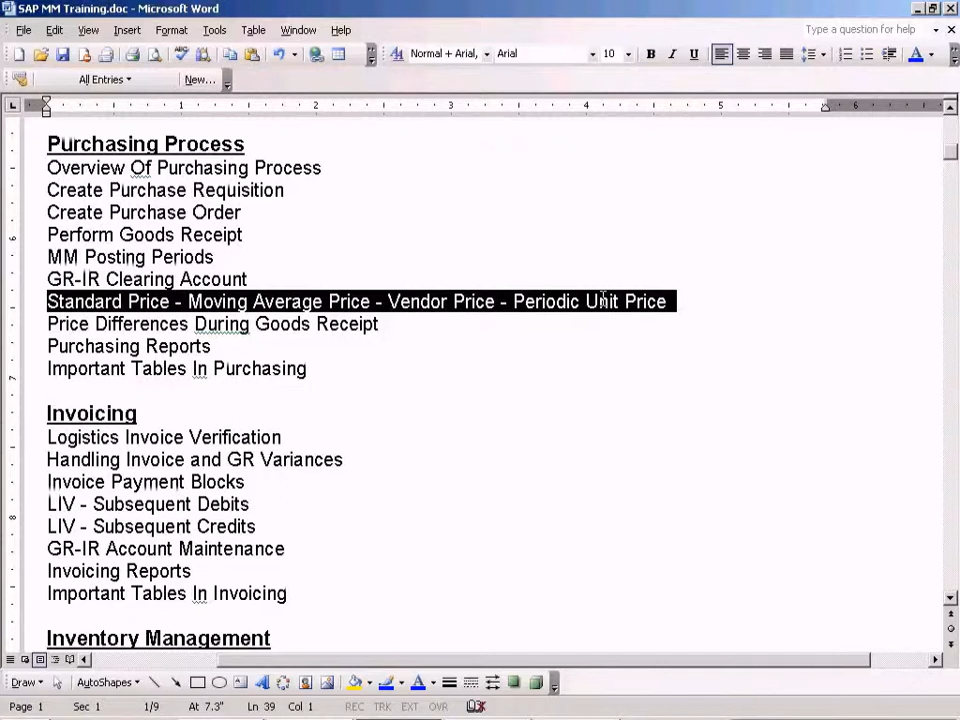 SAP MM Training.doc - Microsoft Word
File Edit View Insert Format Tools Table Window Help Type a question for help
Normal + Arial, Arial 10 B I U A
All Entries New...
1 2 3 4 5 6
Purchasing Process
Overview Of Purchasing Process
Create Purchase Requisition
Create Purchase Order
Perform Goods Receipt
MM Posting Periods
GR-IR Clearing Account
Standard Price - Moving Average Price - Vendor Price - Periodic Unit Price
Price Differences During Goods Receipt
Purchasing Reports
Important Tables In Purchasing
Invoicing
Logistics Invoice Verification
Handling Invoice and GR Variances
Invoice Payment Blocks
LIV - Subsequent Debits
LIV - Subsequent Credits
GR-IR Account Maintenance
Invoicing Reports
Important Tables In Invoicing
Inventory Management
Draw AutoShapes A
Page 1 Sec 1 1/9 At 7.3" Ln 39 Col 1 REC TRK EXT OVR